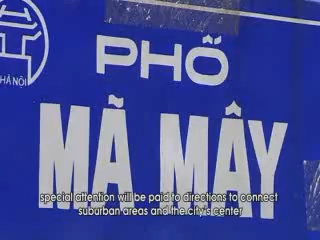 HÀ NỘI
PHỐ
MÃ MÂY
special attention will be paid to directions to connect
suburban areas and the city's center